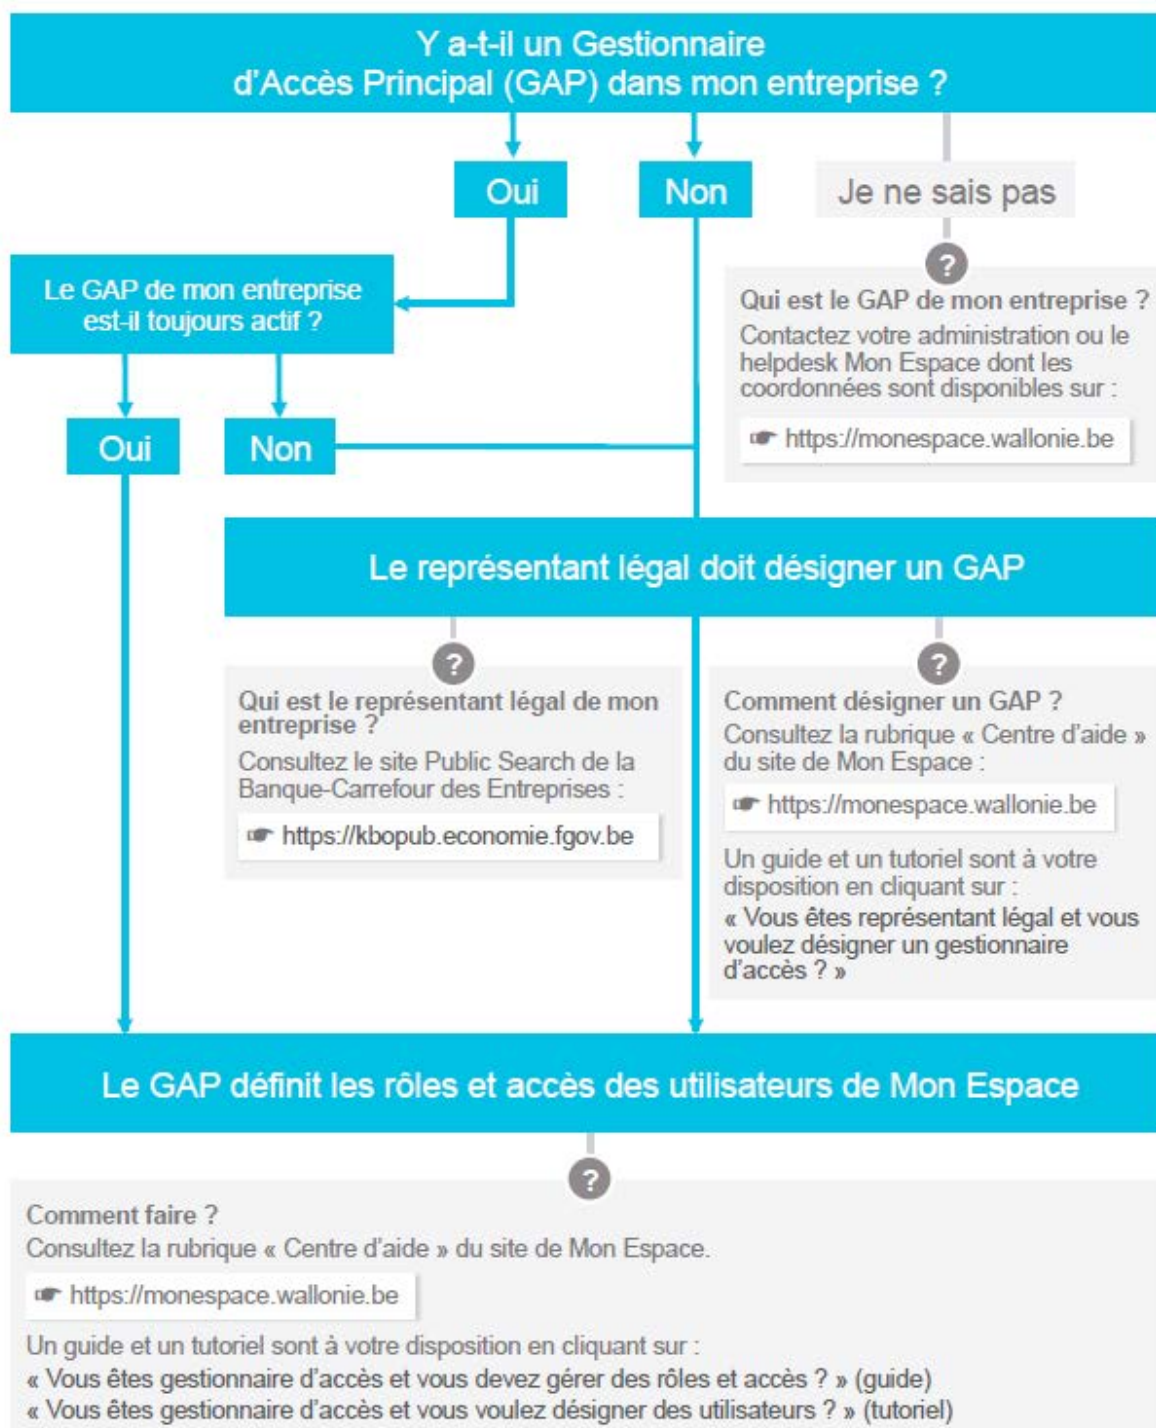 Y a-t-il un Gestionnaire
d'Accès Principal (GAP) dans mon entreprise ?
Oui
Non
Je ne sais pas
?
Le GAP de mon entreprise
est-il toujours actif ?
Qui est le GAP de mon entreprise ?
Contactez votre administration ou le
helpdesk Mon Espace dont les
coordonnées sont disponibles sur :
☛ https://monespace.wallonie.be
Oui
Non
Le représentant légal doit désigner un GAP
?
Qui est le représentant légal de mon
entreprise ?
Consultez le site Public Search de la
Banque-Carrefour des Entreprises :
☛ https://kbopub.economie.fgov.be
?
Comment désigner un GAP ?
Consultez la rubrique « Centre d'aide »
du site de Mon Espace :
☛ https://monespace.wallonie.be
Un guide et un tutoriel sont à votre
disposition en cliquant sur :
« Vous êtes représentant légal et vous
voulez désigner un gestionnaire
d'accès ? »
Le GAP définit les rôles et accès des utilisateurs de Mon Espace
?
Comment faire ?
Consultez la rubrique « Centre d'aide » du site de Mon Espace.
☛ https://monespace.wallonie.be
Un guide et un tutoriel sont à votre disposition en cliquant sur :
« Vous êtes gestionnaire d'accès et vous devez gérer des rôles et accès ? » (guide)
« Vous êtes gestionnaire d'accès et vous voulez désigner des utilisateurs ? » (tutoriel)